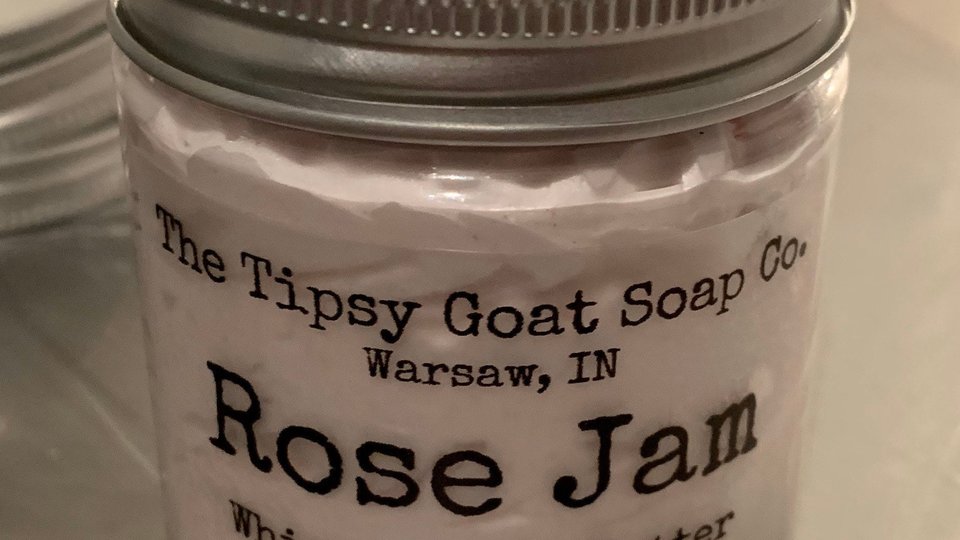 The Tipsy Goat Soap Co.
Warsaw, IN
Rose Jam